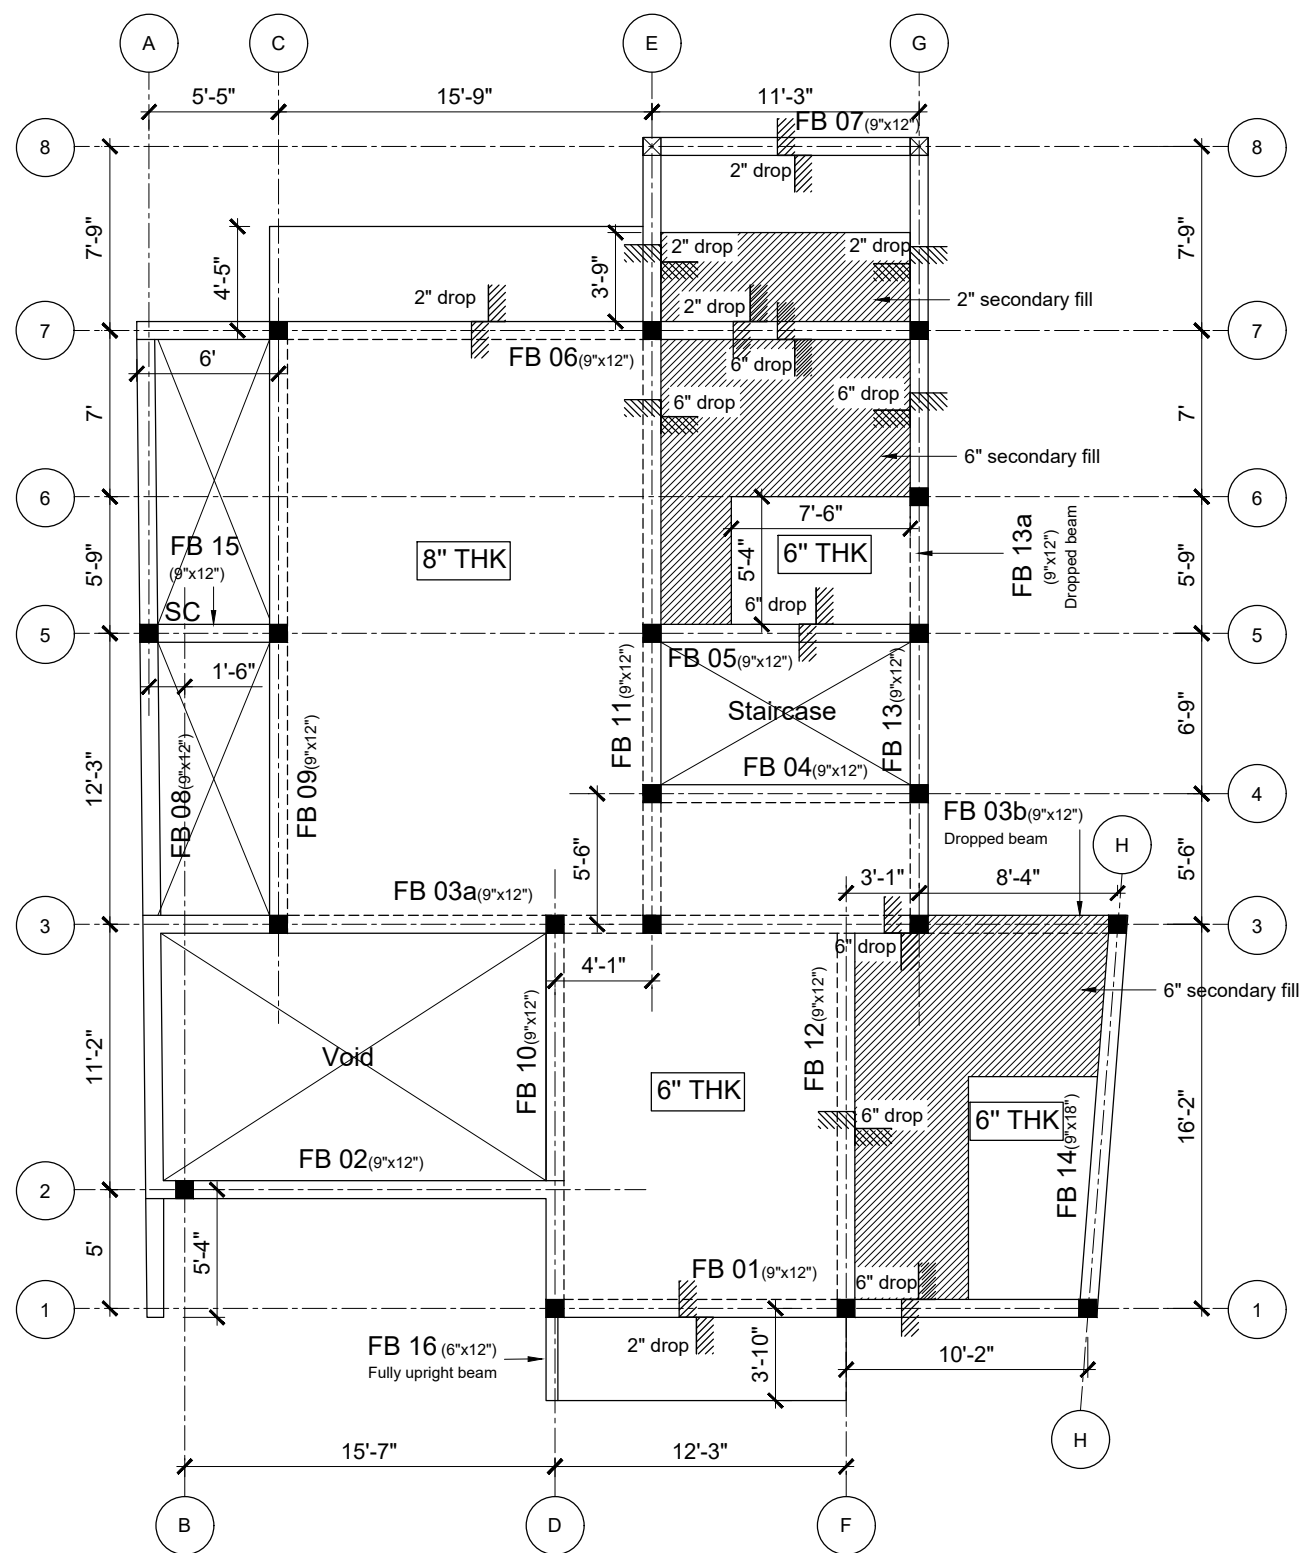 A
C
E
G
5'-5"
15'-9"
11'-3"
FB 07(9"x12")
8
8
2" drop
7'-9"
4'-5"
3'-9"
2" drop
2" drop
7'-9"
2" drop
2" drop
2" secondary fill
7
7
6'
FB 06(9"x12")
6" drop
7'
6" drop
6" drop
7'
6" secondary fill
6
6
7'-6"
FB 15
(9"x12")
8" THK
5'-4"
6" THK
FB 13a
(9"x12")
Dropped beam
5'-9"
5'-9"
SC
6" drop
5
5
1'-6"
FB 05(9"x12")
FB 11(9"x12")
Staircase
FB 13(9"x12")
6'-9"
FB 08(9"x12")
FB 09(9"x12")
12'-3"
FB 04(9"x12")
4
FB 03b(9"x12")
Dropped beam
H
5'-6"
5'-6"
FB 03a(9"x12")
3'-1"
8'-4"
3
3
6" drop
4'-1"
6" secondary fill
FB 10(9"x12")
FB 12(9"x12")
11'-2"
Void
6" THK
6" drop
6" THK
FB 14(9"x18")
16'-2"
FB 02(9"x12")
2
5'
5'-4"
FB 01(9"x12")
6" drop
1
1
FB 16 (6"x12")
Fully upright beam
2" drop
3'-10"
10'-2"
H
15'-7"
12'-3"
B
D
F